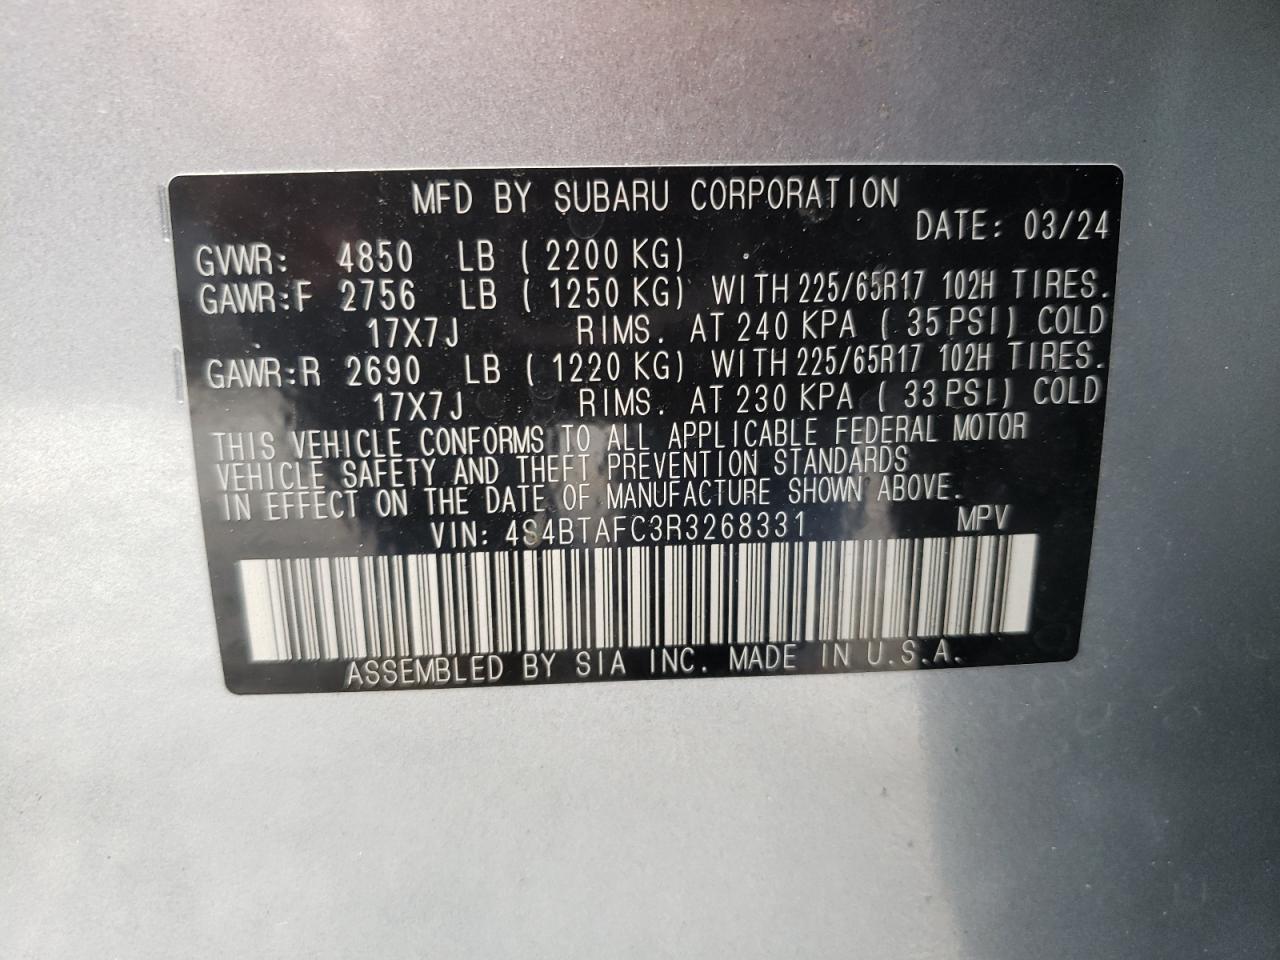 MFD BY SUBARU CORPORATION
DATE: 03/24
GVWR: 4850 LB ( 2200 KG)
GAWR:F 2756 LB ( 1250 KG) WITH 225/65R17 102H TIRES.
17X7J RIMS. AT 240 KPA ( 35 PSI) COLD
GAWR:R 2690 LB ( 1220 KG) WITH 225/65R17 102H TIRES.
17X7J RIMS. AT 230 KPA ( 33 PSI) COLD
THIS VEHICLE CONFORMS TO ALL APPLICABLE FEDERAL MOTOR
VEHICLE SAFETY AND THEFT PREVENTION STANDARDS
IN EFFECT ON THE DATE OF MANUFACTURE SHOWN ABOVE.
VIN: 4S4BTAFC3R3268331 MPV
ASSEMBLED BY SIA INC. MADE IN U.S.A.